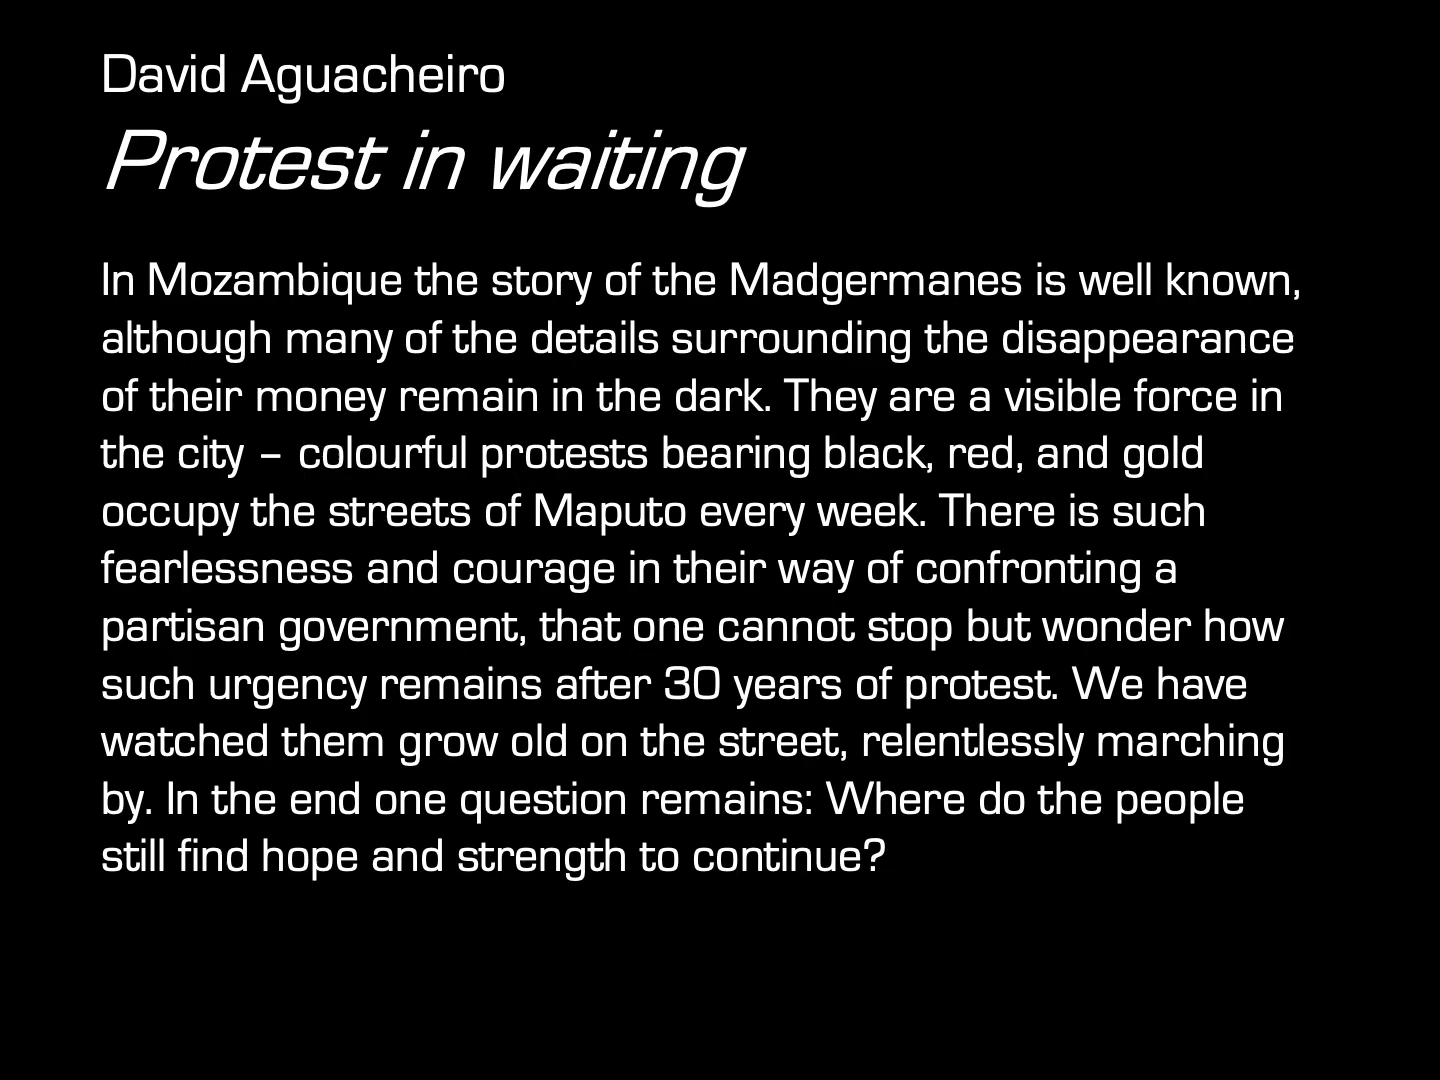 David Aguacheiro
Protest in waiting
In Mozambique the story of the Madgermanes is well known,
although many of the details surrounding the disappearance
of their money remain in the dark. They are a visible force in
the city – colourful protests bearing black, red, and gold
occupy the streets of Maputo every week. There is such
fearlessness and courage in their way of confronting a
partisan government, that one cannot stop but wonder how
such urgency remains after 30 years of protest. We have
watched them grow old on the street, relentlessly marching
by. In the end one question remains: Where do the people
still find hope and strength to continue?